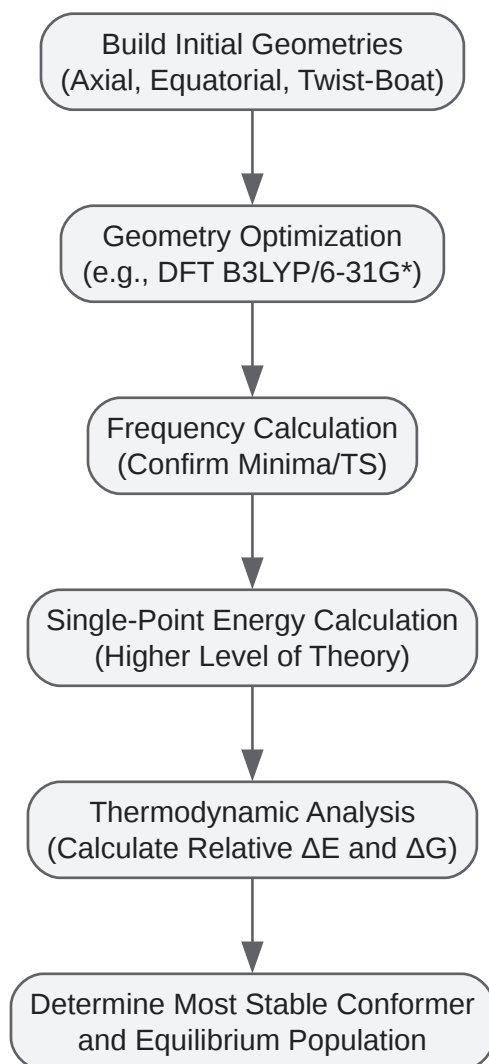 Build Initial Geometries
(Axial, Equatorial, Twist-Boat)
Geometry Optimization
(e.g., DFT B3LYP/6-31G*)
Frequency Calculation
(Confirm Minima/TS)
Single-Point Energy Calculation
(Higher Level of Theory)
Thermodynamic Analysis
(Calculate Relative ΔE and ΔG)
Determine Most Stable Conformer
and Equilibrium Population